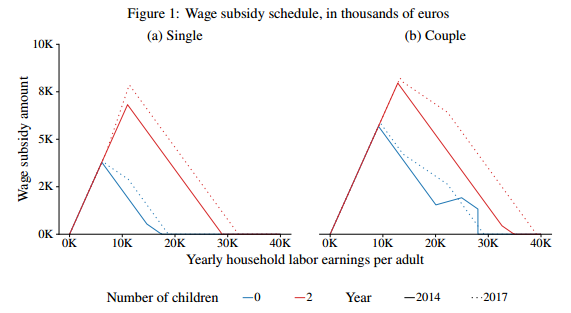 Figure 1: Wage subsidy schedule, in thousands of euros
(a) Single
(b) Couple
Wage subsidy amount
10K
8K
5K
2K
0K
0K 10K 20K 30K 40K
0K 10K 20K 30K 40K
Yearly household labor earnings per adult
Number of children 0 2 Year 2014 2017